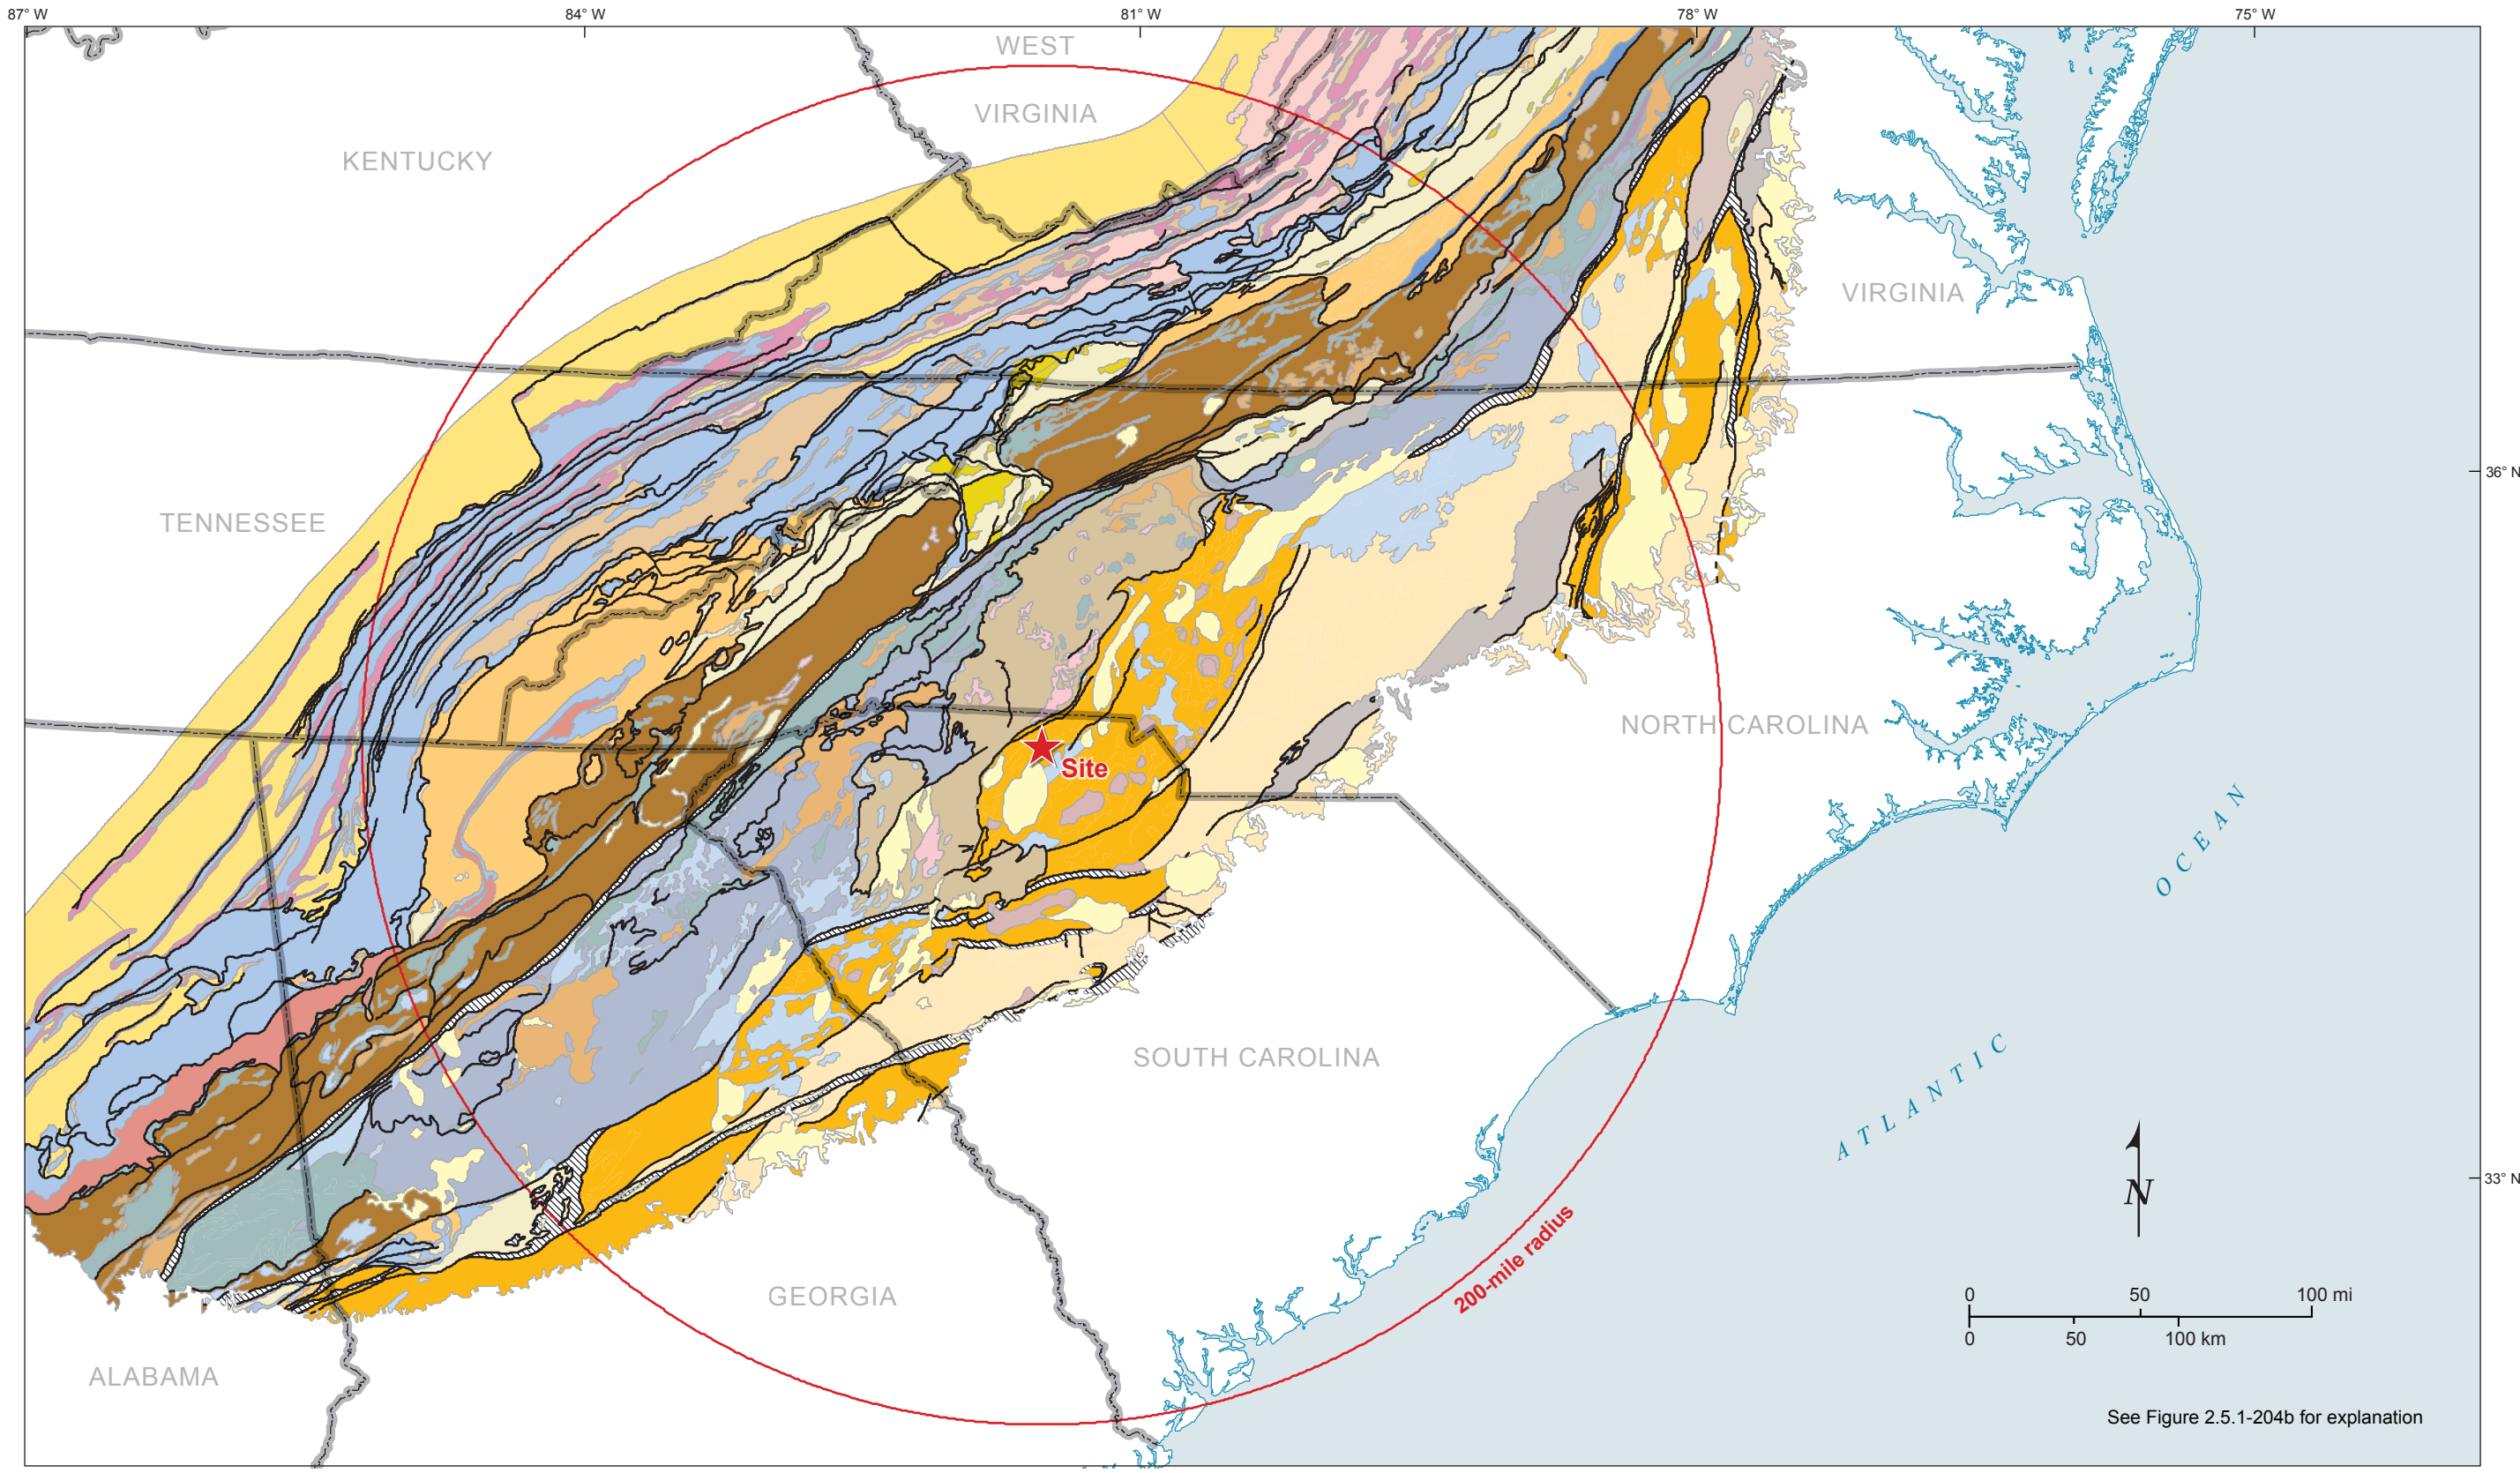 87° W
84° W
81° W
78° W
75° W
WEST
VIRGINIA
KENTUCKY
VIRGINIA
36° N
TENNESSEE
NORTH CAROLINA
Site
OCEAN
ATLANTIC
SOUTH CAROLINA
33° N
N
200-mile radius
GEORGIA
0 50 100 mi
0 50 100 km
ALABAMA
See Figure 2.5.1-204b for explanation